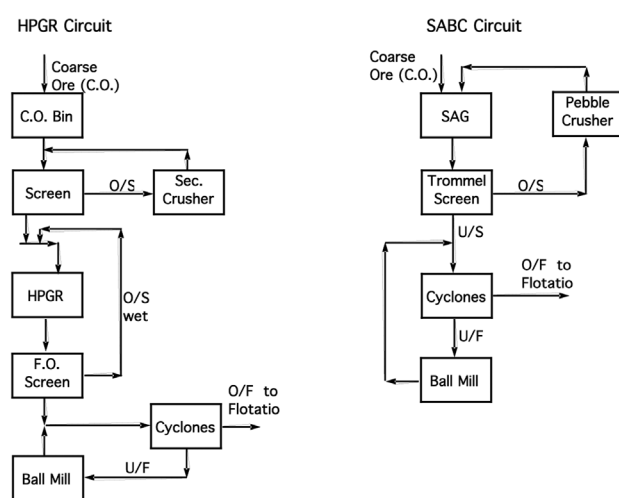 HPGR Circuit
Coarse
Ore (C.O.)
C.O. Bin
Screen
O/S
Sec.
Crusher
HPGR
O/S
wet
F.O.
Screen
O/F to
Flotatio
Cyclones
U/F
Ball Mill
SABC Circuit
Coarse
Ore (C.O.)
SAG
Pebble
Crusher
Trommel
Screen
O/S
U/S
O/F to
Flotatio
Cyclones
U/F
Ball Mill